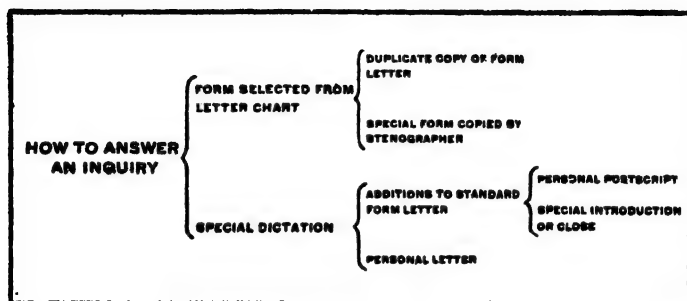 DUPLICATE COPY OF FORM
LETTER
FORM SELECTED FROM
LETTER CHART
SPECIAL FORM COPIED BY
STENOGRAPHER
HOW TO ANSWER
AN INQUIRY
PERSONAL POSTSCRIPT
ADDITIONS TO STANDARD
FORM LETTER
SPECIAL INTRODUCTION
OR CLOSE
SPECIAL DICTATION
PERSONAL LETTER